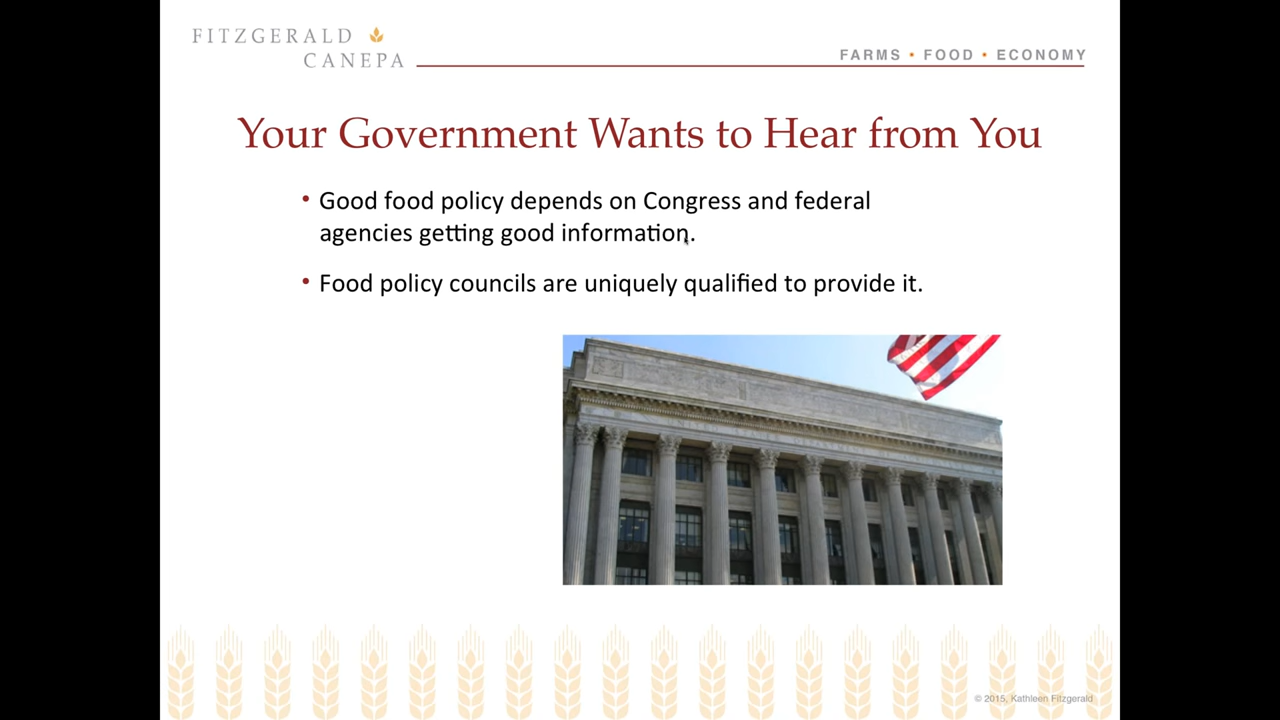 FITZGERALD
CANEPA
FARMS • FOOD • ECONOMY
Your Government Wants to Hear from You
• Good food policy depends on Congress and federal
agencies getting good information.
• Food policy councils are uniquely qualified to provide it.
© 2015, Kathleen Fitzgerald